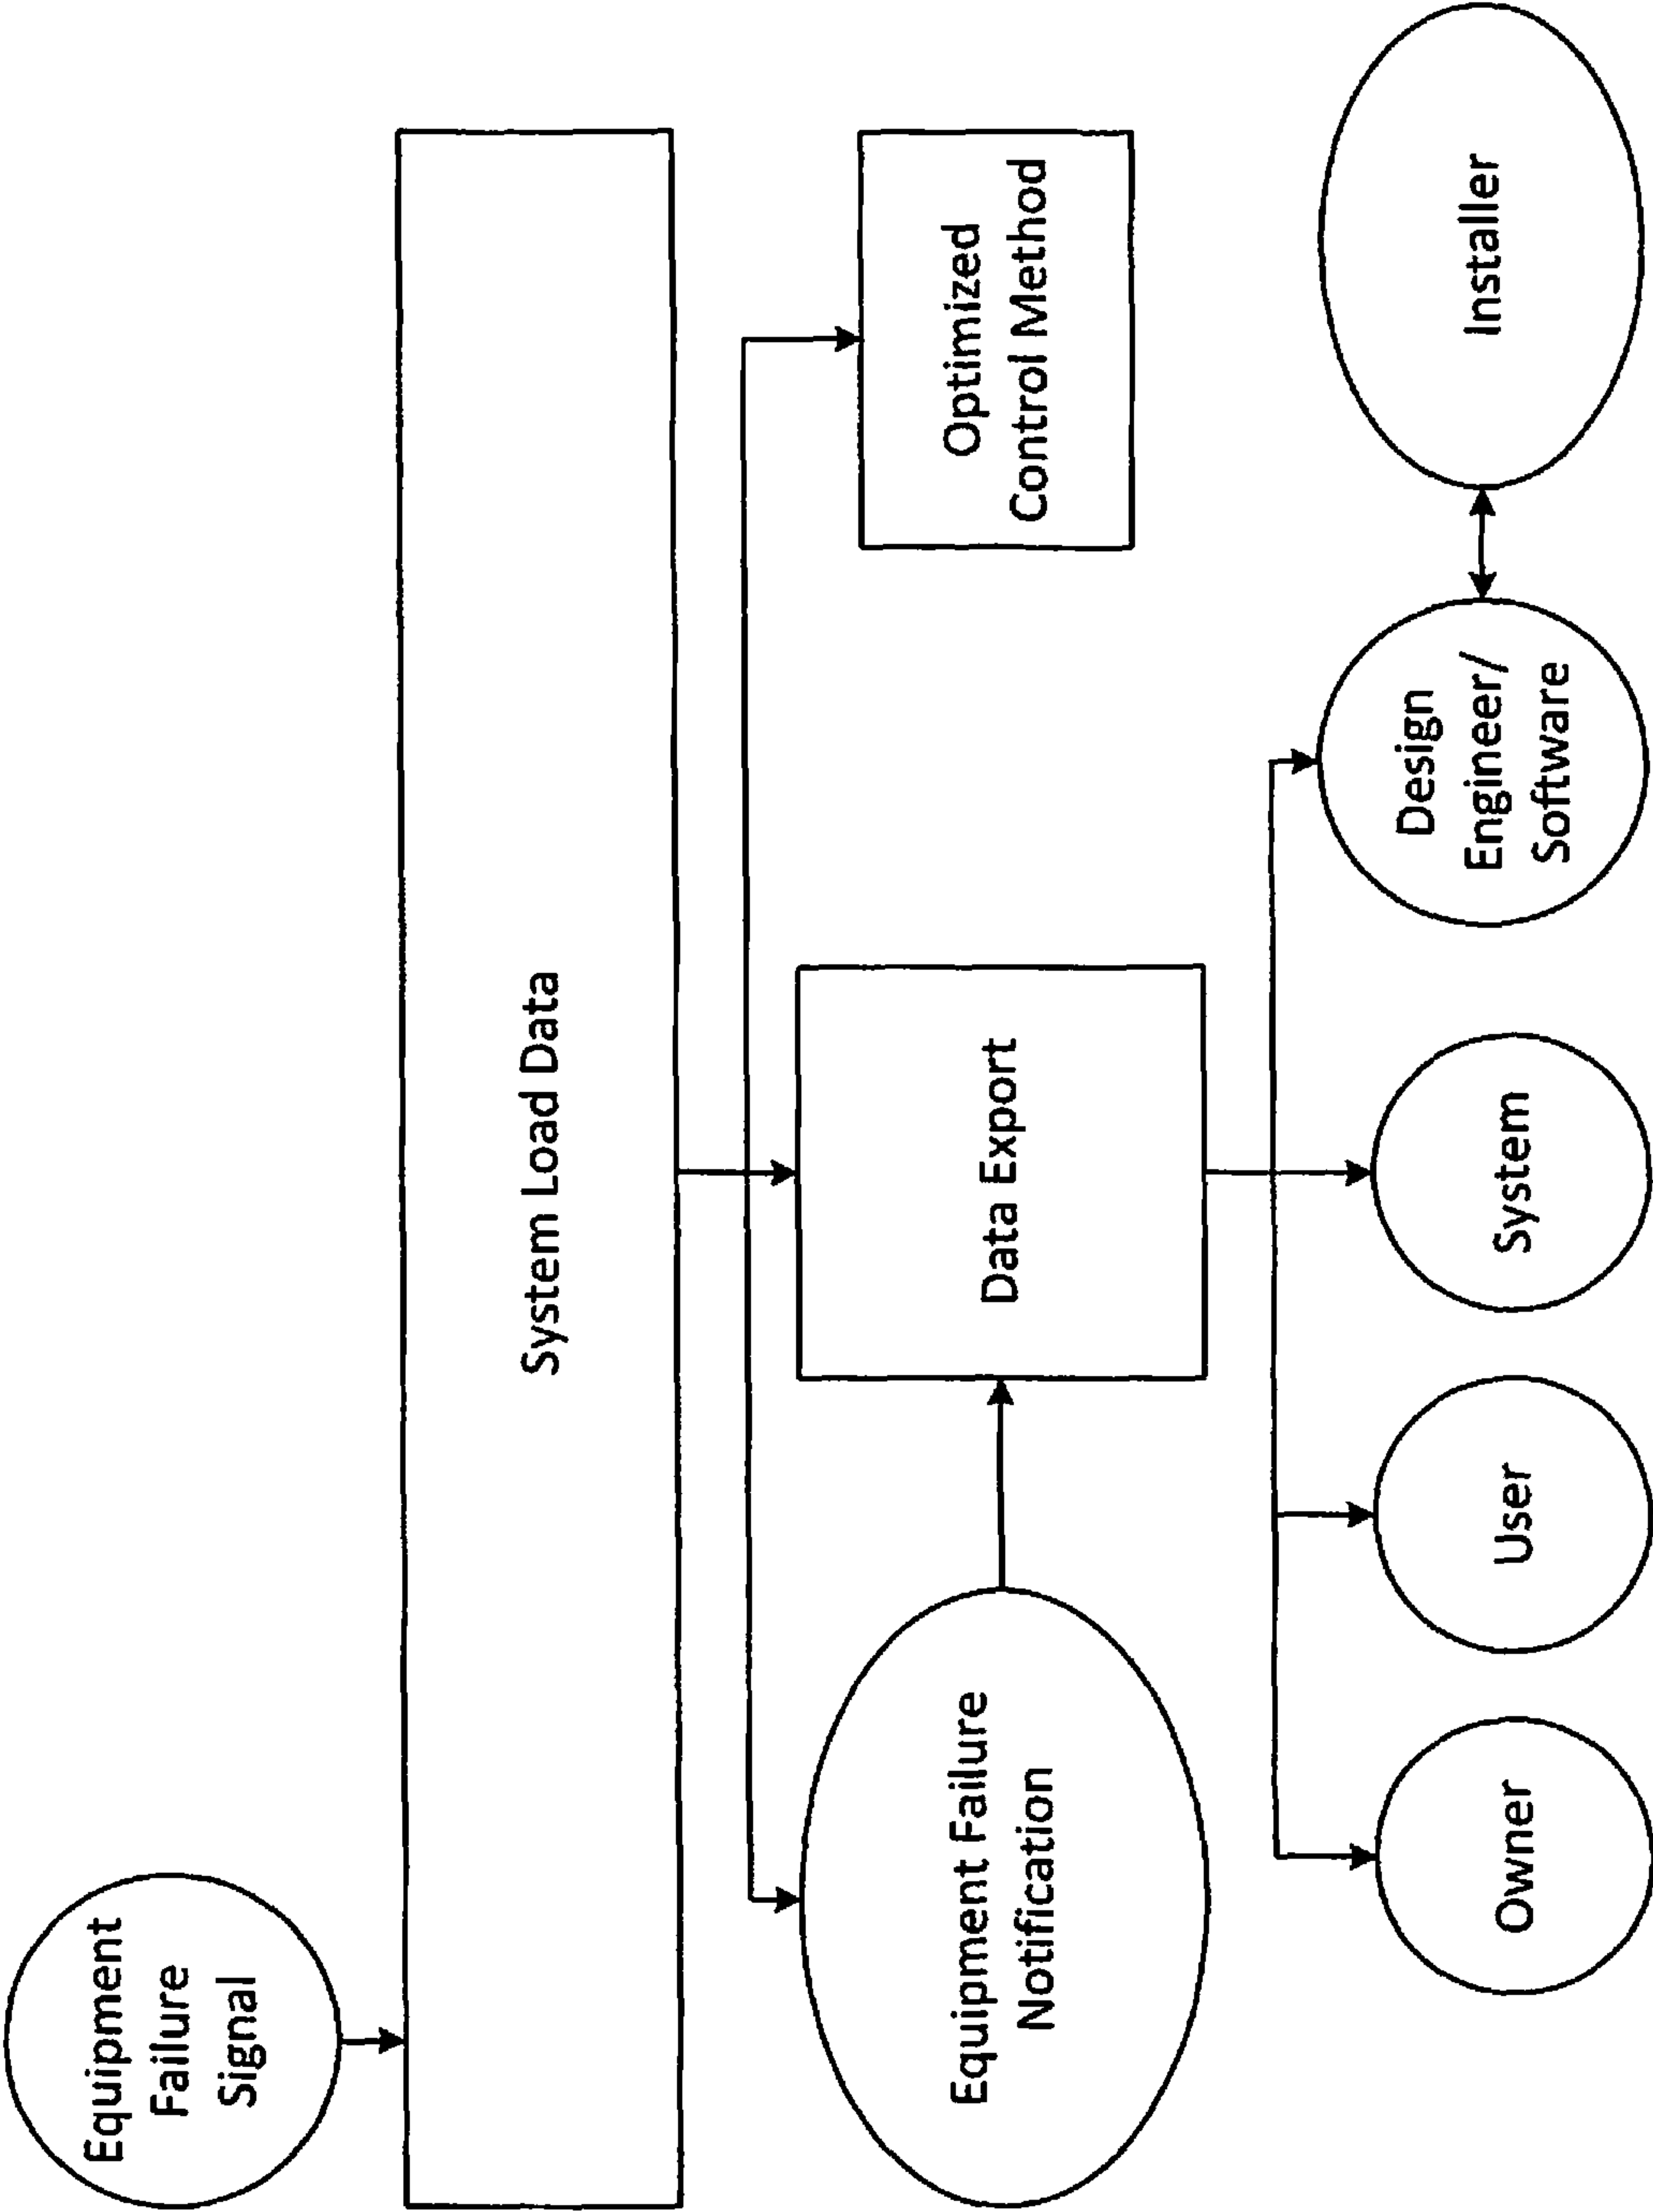 Equipment
Failure
Signal
System Load Data
Equipment Failure
Notification
Data Export
Optimized
Control Method
Owner
User
System
Design
Engineer/
Software
Installer